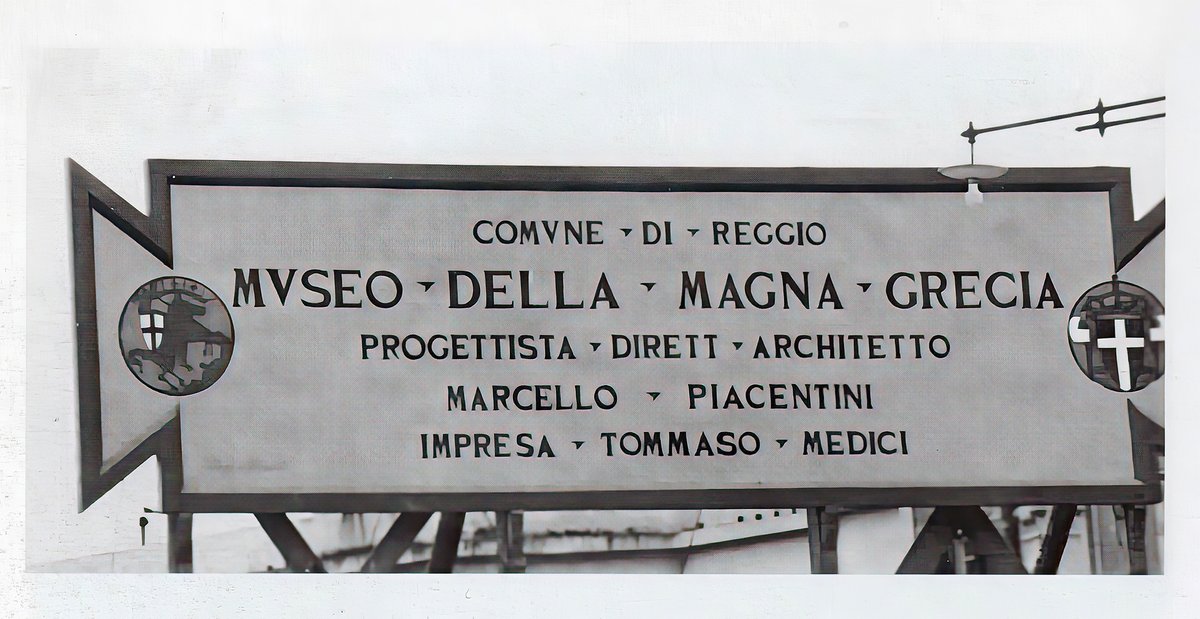 COMVNE ▾ DI ▾ REGGIO
MVSEO ▾ DELLA ▾ MAGNA ▾ GRECIA
PROGETTISTA ▾ DIRETT ▾ ARCHITETTO
MARCELLO ▾ PIACENTINI
IMPRESA ▾ TOMMASO ▾ MEDICI